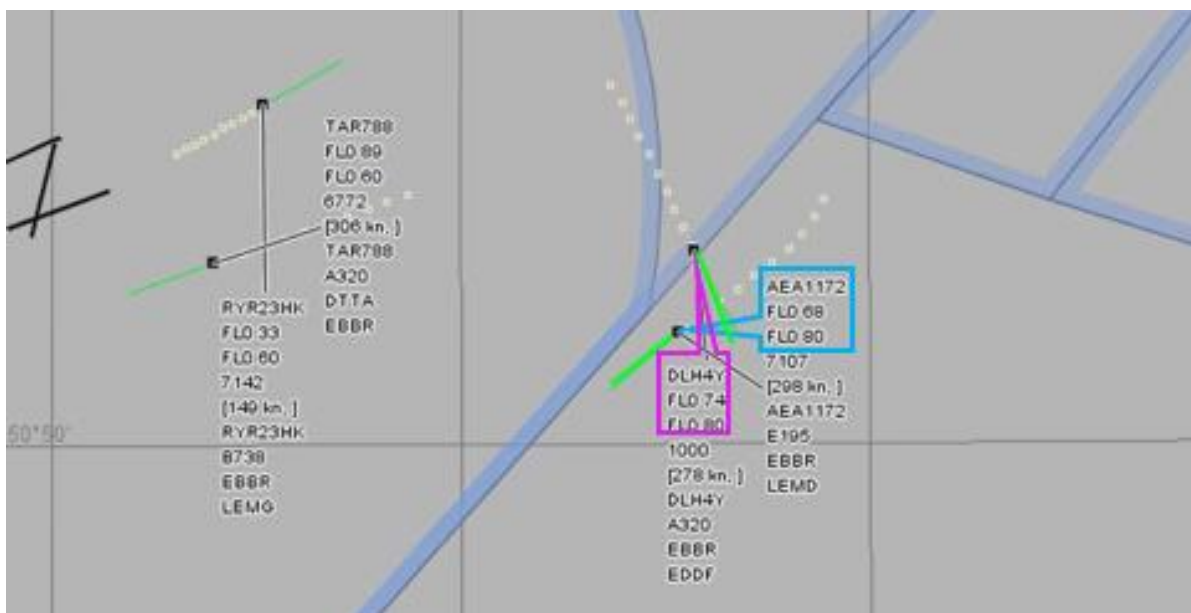 TAR788
FL0 89
FL0 60
6772
[306 kn, ]
TAR788
A320
DTTA
EBBR
RYR23HK
FL0 33
FL0 60
7142
[149 kn, ]
RYR23HK
B738
EBBR
LEMG
DLH4Y
FL0 74
FL0 80
1000
[278 kn, ]
DLH4Y
A320
EBBR
EDDF
AEA1172
FL0 68
FL0 80
7107
[298 kn, ]
AEA1172
E195
EBBR
LEMD
50°50'